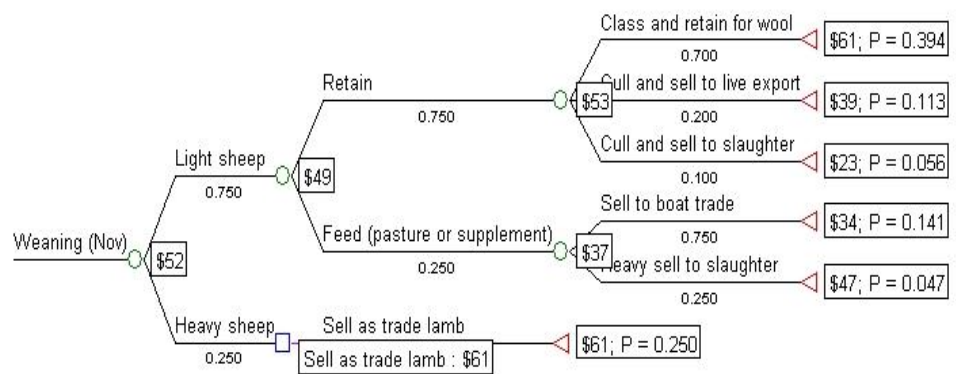 Class and retain for wool
0.700
$61; P = 0.394
Retain
0.750
$53
Cull and sell to live export
0.200
$39; P = 0.113
Cull and sell to slaughter
0.100
$23; P = 0.056
Light sheep
0.750
$49
Sell to boat trade
0.750
$34; P = 0.141
Feed (pasture or supplement)
0.250
$37
Heavy sell to slaughter
0.250
$47; P = 0.047
Weaning (Nov)
$52
Heavy sheep
0.250
Sell as trade lamb
Sell as trade lamb : $61
$61; P = 0.250